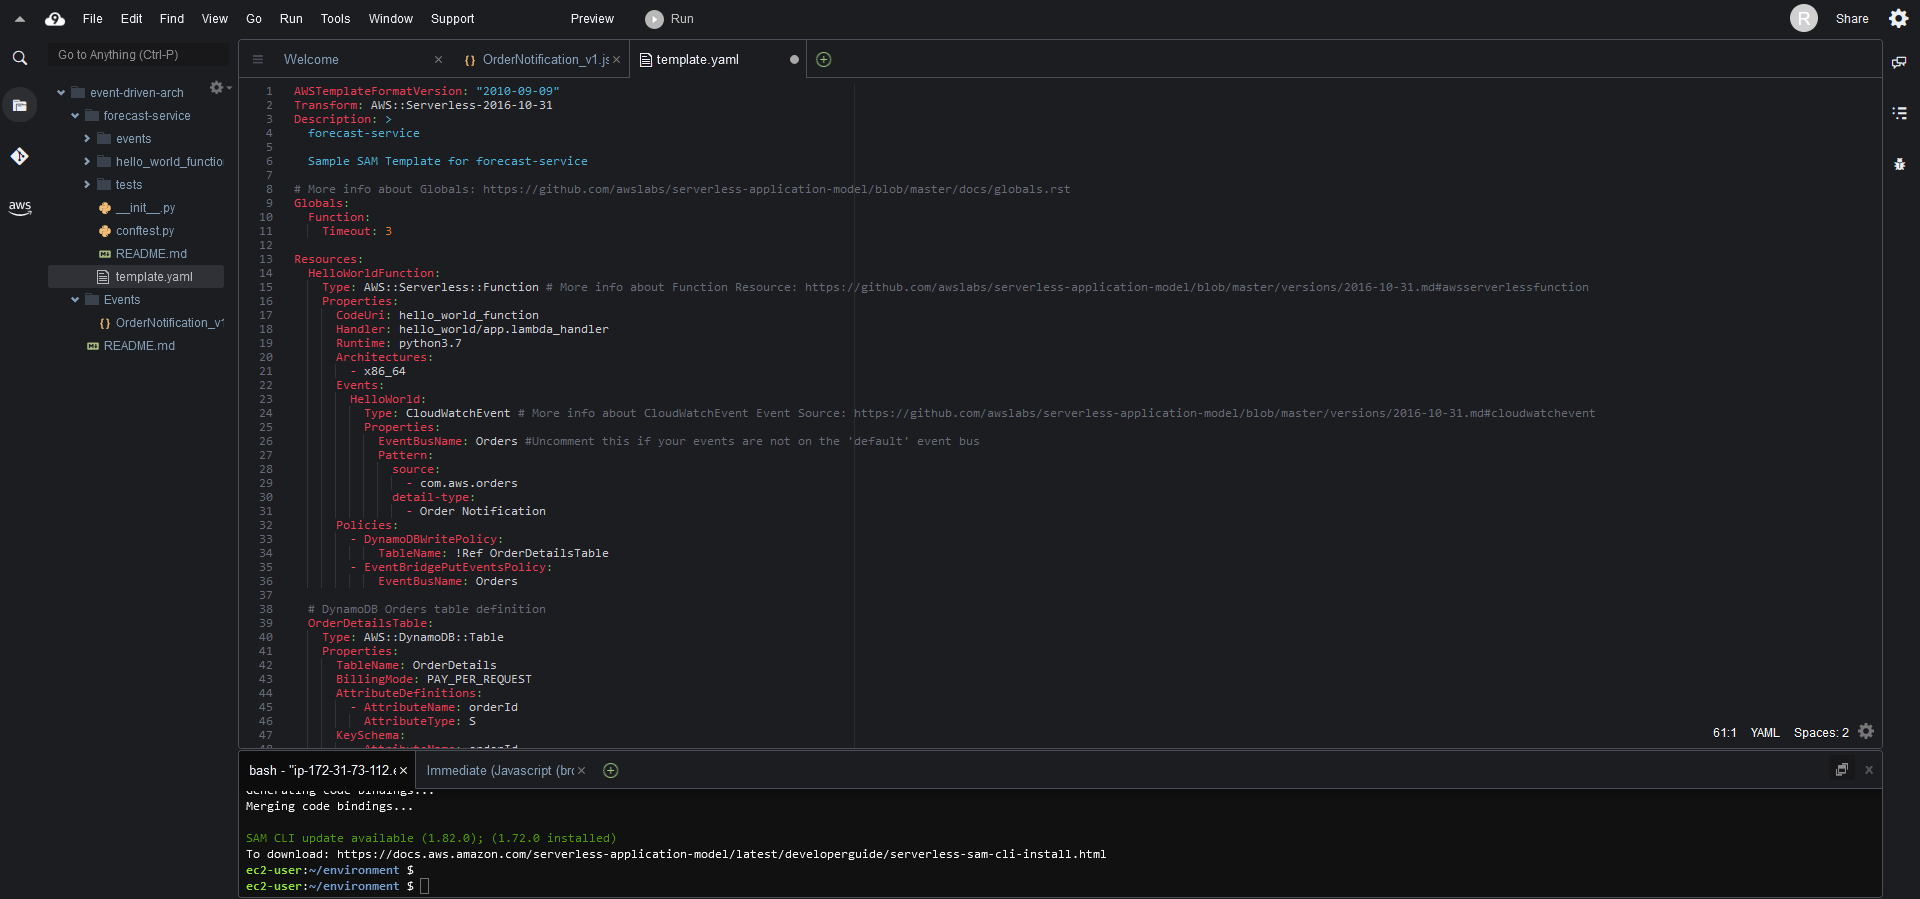 9 File Edit Find View Go Run Tools Window Support Preview Run R Share
Go to Anything (Ctrl-P)
aws
event-driven-arch
forecast-service
events
hello_world_functio
tests
__init__.py
conftest.py
README.md
template.yaml
Events
OrderNotification_v1
README.md
Welcome × {} OrderNotification_v1.js × template.yaml
1 AWSTemplateFormatVersion: "2010-09-09"
2 Transform: AWS::Serverless-2016-10-31
3 Description: >
4 forecast-service
5
6 Sample SAM Template for forecast-service
7
8 # More info about Globals: https://github.com/awslabs/serverless-application-model/blob/master/docs/globals.rst
9 Globals:
10 Function:
11 Timeout: 3
12
13 Resources:
14 HelloWorldFunction:
15 Type: AWS::Serverless::Function # More info about Function Resource: https://github.com/awslabs/serverless-application-model/blob/master/versions/2016-10-31.md#awsserverlessfunction
16 Properties:
17 CodeUri: hello_world_function
18 Handler: hello_world/app.lambda_handler
19 Runtime: python3.7
20 Architectures:
21 - x86_64
22 Events:
23 HelloWorld:
24 Type: CloudWatchEvent # More info about CloudWatchEvent Event Source: https://github.com/awslabs/serverless-application-model/blob/master/versions/2016-10-31.md#cloudwatchevent
25 Properties:
26 EventBusName: Orders #Uncomment this if your events are not on the 'default' event bus
27 Pattern:
28 source:
29 - com.aws.orders
30 detail-type:
31 - Order Notification
32 Policies:
33 - DynamoDBWritePolicy:
34 TableName: !Ref OrderDetailsTable
35 - EventBridgePutEventsPolicy:
36 EventBusName: Orders
37
38 # DynamoDB Orders table definition
39 OrderDetailsTable:
40 Type: AWS::DynamoDB::Table
41 Properties:
42 TableName: OrderDetails
43 BillingMode: PAY_PER_REQUEST
44 AttributeDefinitions:
45 - AttributeName: orderId
46 AttributeType: S
47 KeySchema:
48 - AttributeName: orderId
61:1 YAML Spaces: 2
bash - "ip-172-31-73-112.e × Immediate (Javascript (bro ×
Generating code bindings...
Merging code bindings...
SAM CLI update available (1.82.0); (1.72.0 installed)
To download: https://docs.aws.amazon.com/serverless-application-model/latest/developerguide/serverless-sam-cli-install.html
ec2-user:~/environment $
ec2-user:~/environment $